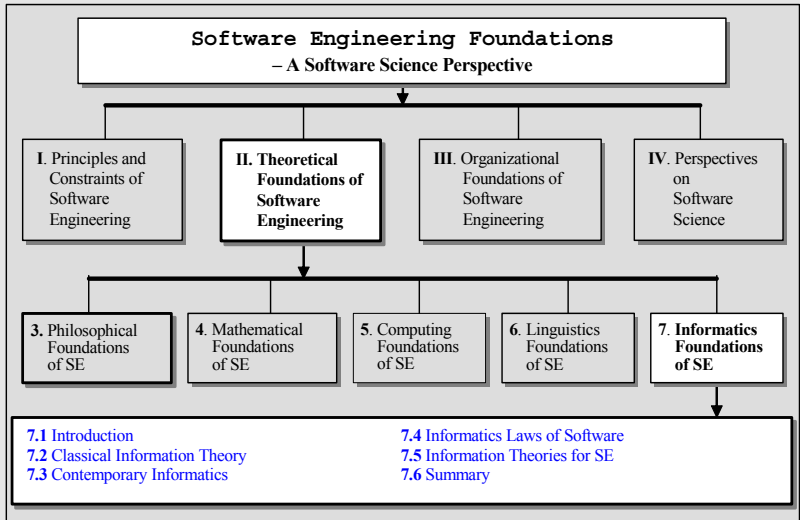 Software Engineering Foundations
– A Software Science Perspective
I. Principles and
Constraints of
Software
Engineering
II. Theoretical
Foundations of
Software
Engineering
III. Organizational
Foundations of
Software
Engineering
IV. Perspectives
on
Software
Science
3. Philosophical
Foundations
of SE
4. Mathematical
Foundations
of SE
5. Computing
Foundations
of SE
6. Linguistics
Foundations
of SE
7. Informatics
Foundations
of SE
7.1 Introduction
7.2 Classical Information Theory
7.3 Contemporary Informatics
7.4 Informatics Laws of Software
7.5 Information Theories for SE
7.6 Summary